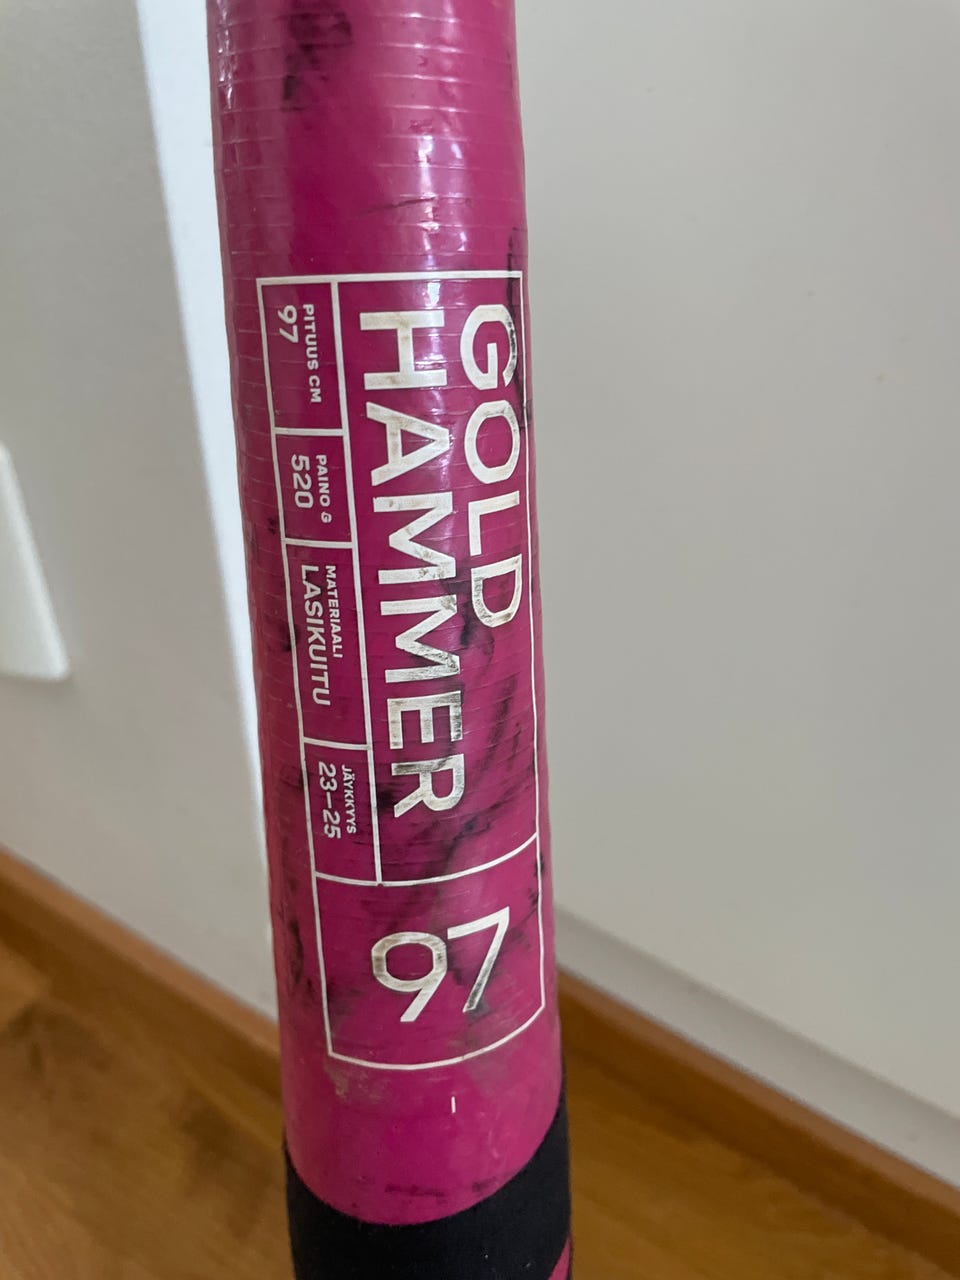 GOLD
HAMMER
PITUUS CM
97
PAINO G
520
MATERIAALI
LASIKUITU
JÄYKKYYS
23–25
97